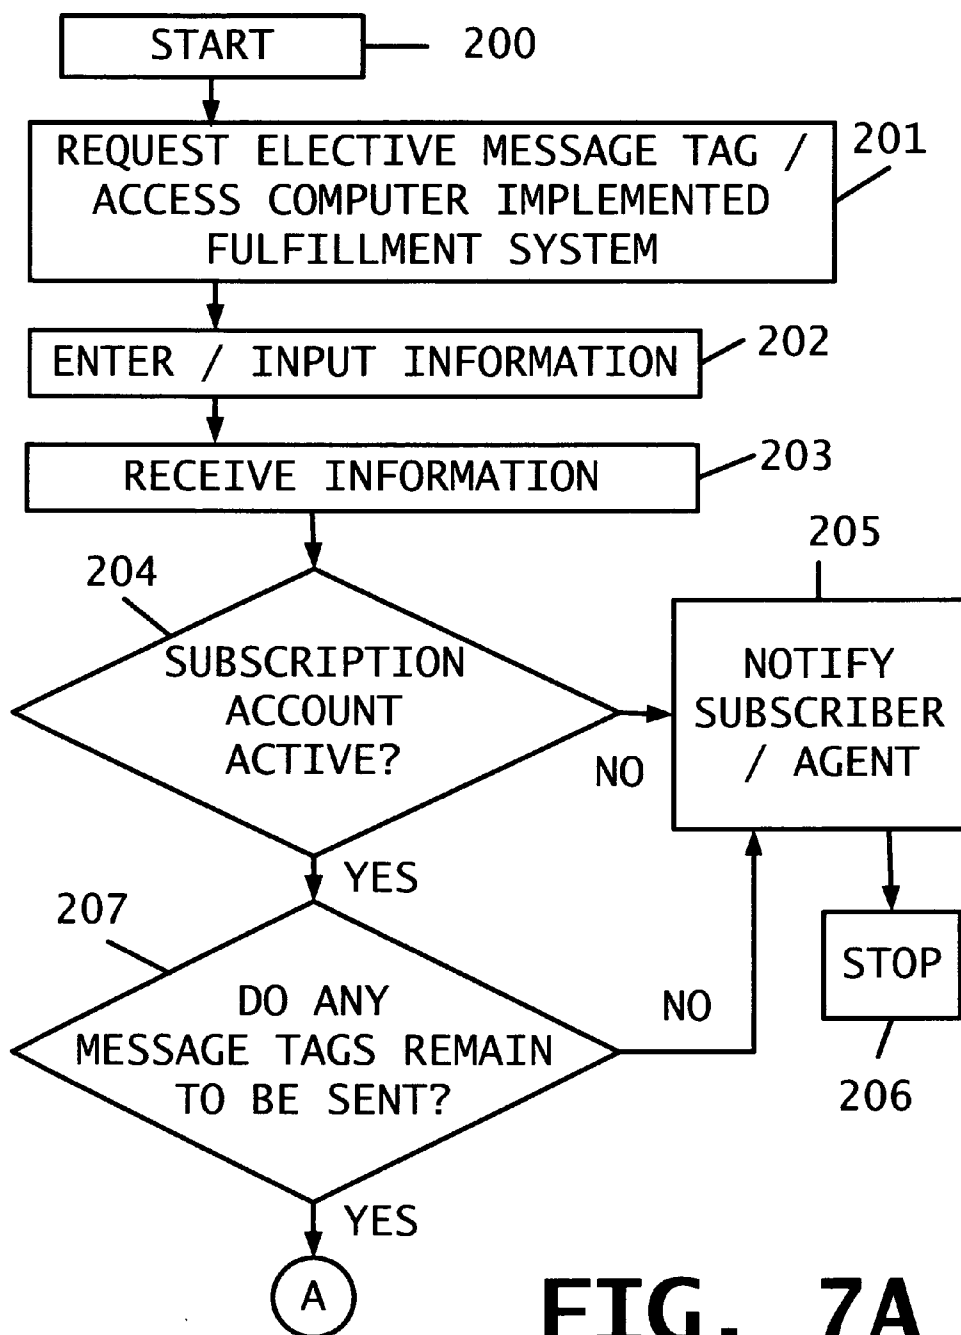 START
200
REQUEST ELECTIVE MESSAGE TAG /
ACCESS COMPUTER IMPLEMENTED
FULFILLMENT SYSTEM
201
ENTER / INPUT INFORMATION
202
RECEIVE INFORMATION
203
204
SUBSCRIPTION
ACCOUNT
ACTIVE?
NO
205
NOTIFY
SUBSCRIBER
/ AGENT
YES
STOP
206
207
DO ANY
MESSAGE TAGS REMAIN
TO BE SENT?
NO
YES
A
FIG. 7A